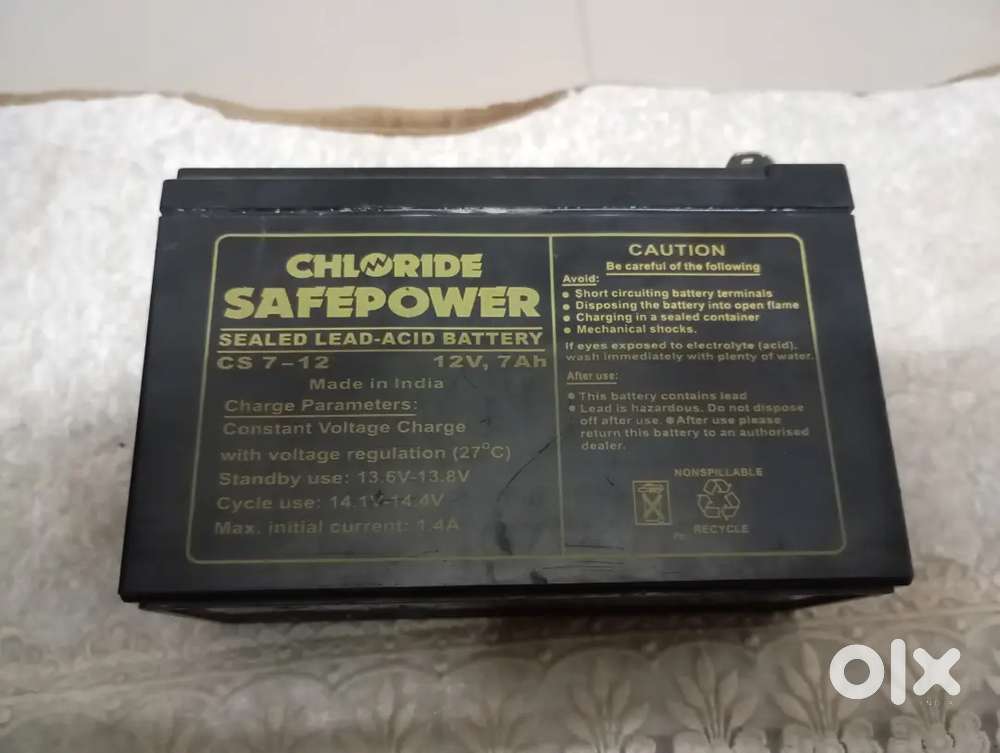 CHLORIDE
SAFEPOWER
SEALED LEAD-ACID BATTERY
CS 7-12 12V, 7Ah
Made in India
Charge Parameters:
Constant Voltage Charge
with voltage regulation (27°C)
Standby use: 13.6V-13.8V
Cycle use: 14.1V-14.4V
Max. initial current: 1.4A
CAUTION
Be careful of the following
Avoid:
• Short circuiting battery terminals
• Disposing the battery into open flame
• Charging in a sealed container
• Mechanical shocks.
If eyes exposed to electrolyte (acid),
wash immediately with plenty of water.
After use:
• This battery contains lead
• Lead is hazardous. Do not dispose
off after use. • After use please
return this battery to an authorised
dealer.
NONSPILLABLE
Pb
RECYCLE
olx
INDIA